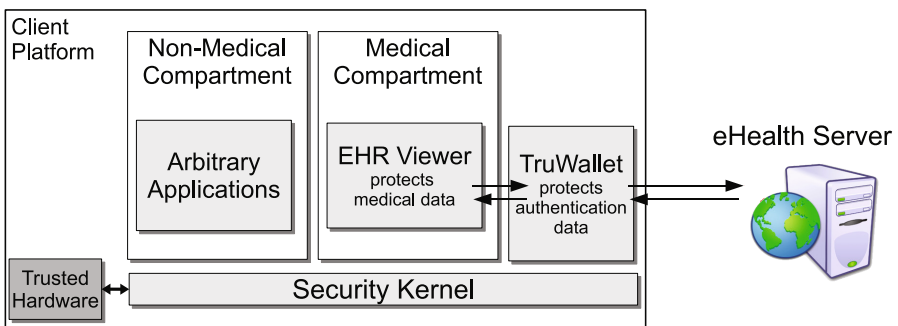 Client
Platform
Non-Medical
Compartment
Medical
Compartment
Arbitrary
Applications
EHR Viewer
protects
medical data
TruWallet
protects
authentication
data
eHealth Server
Trusted
Hardware
Security Kernel